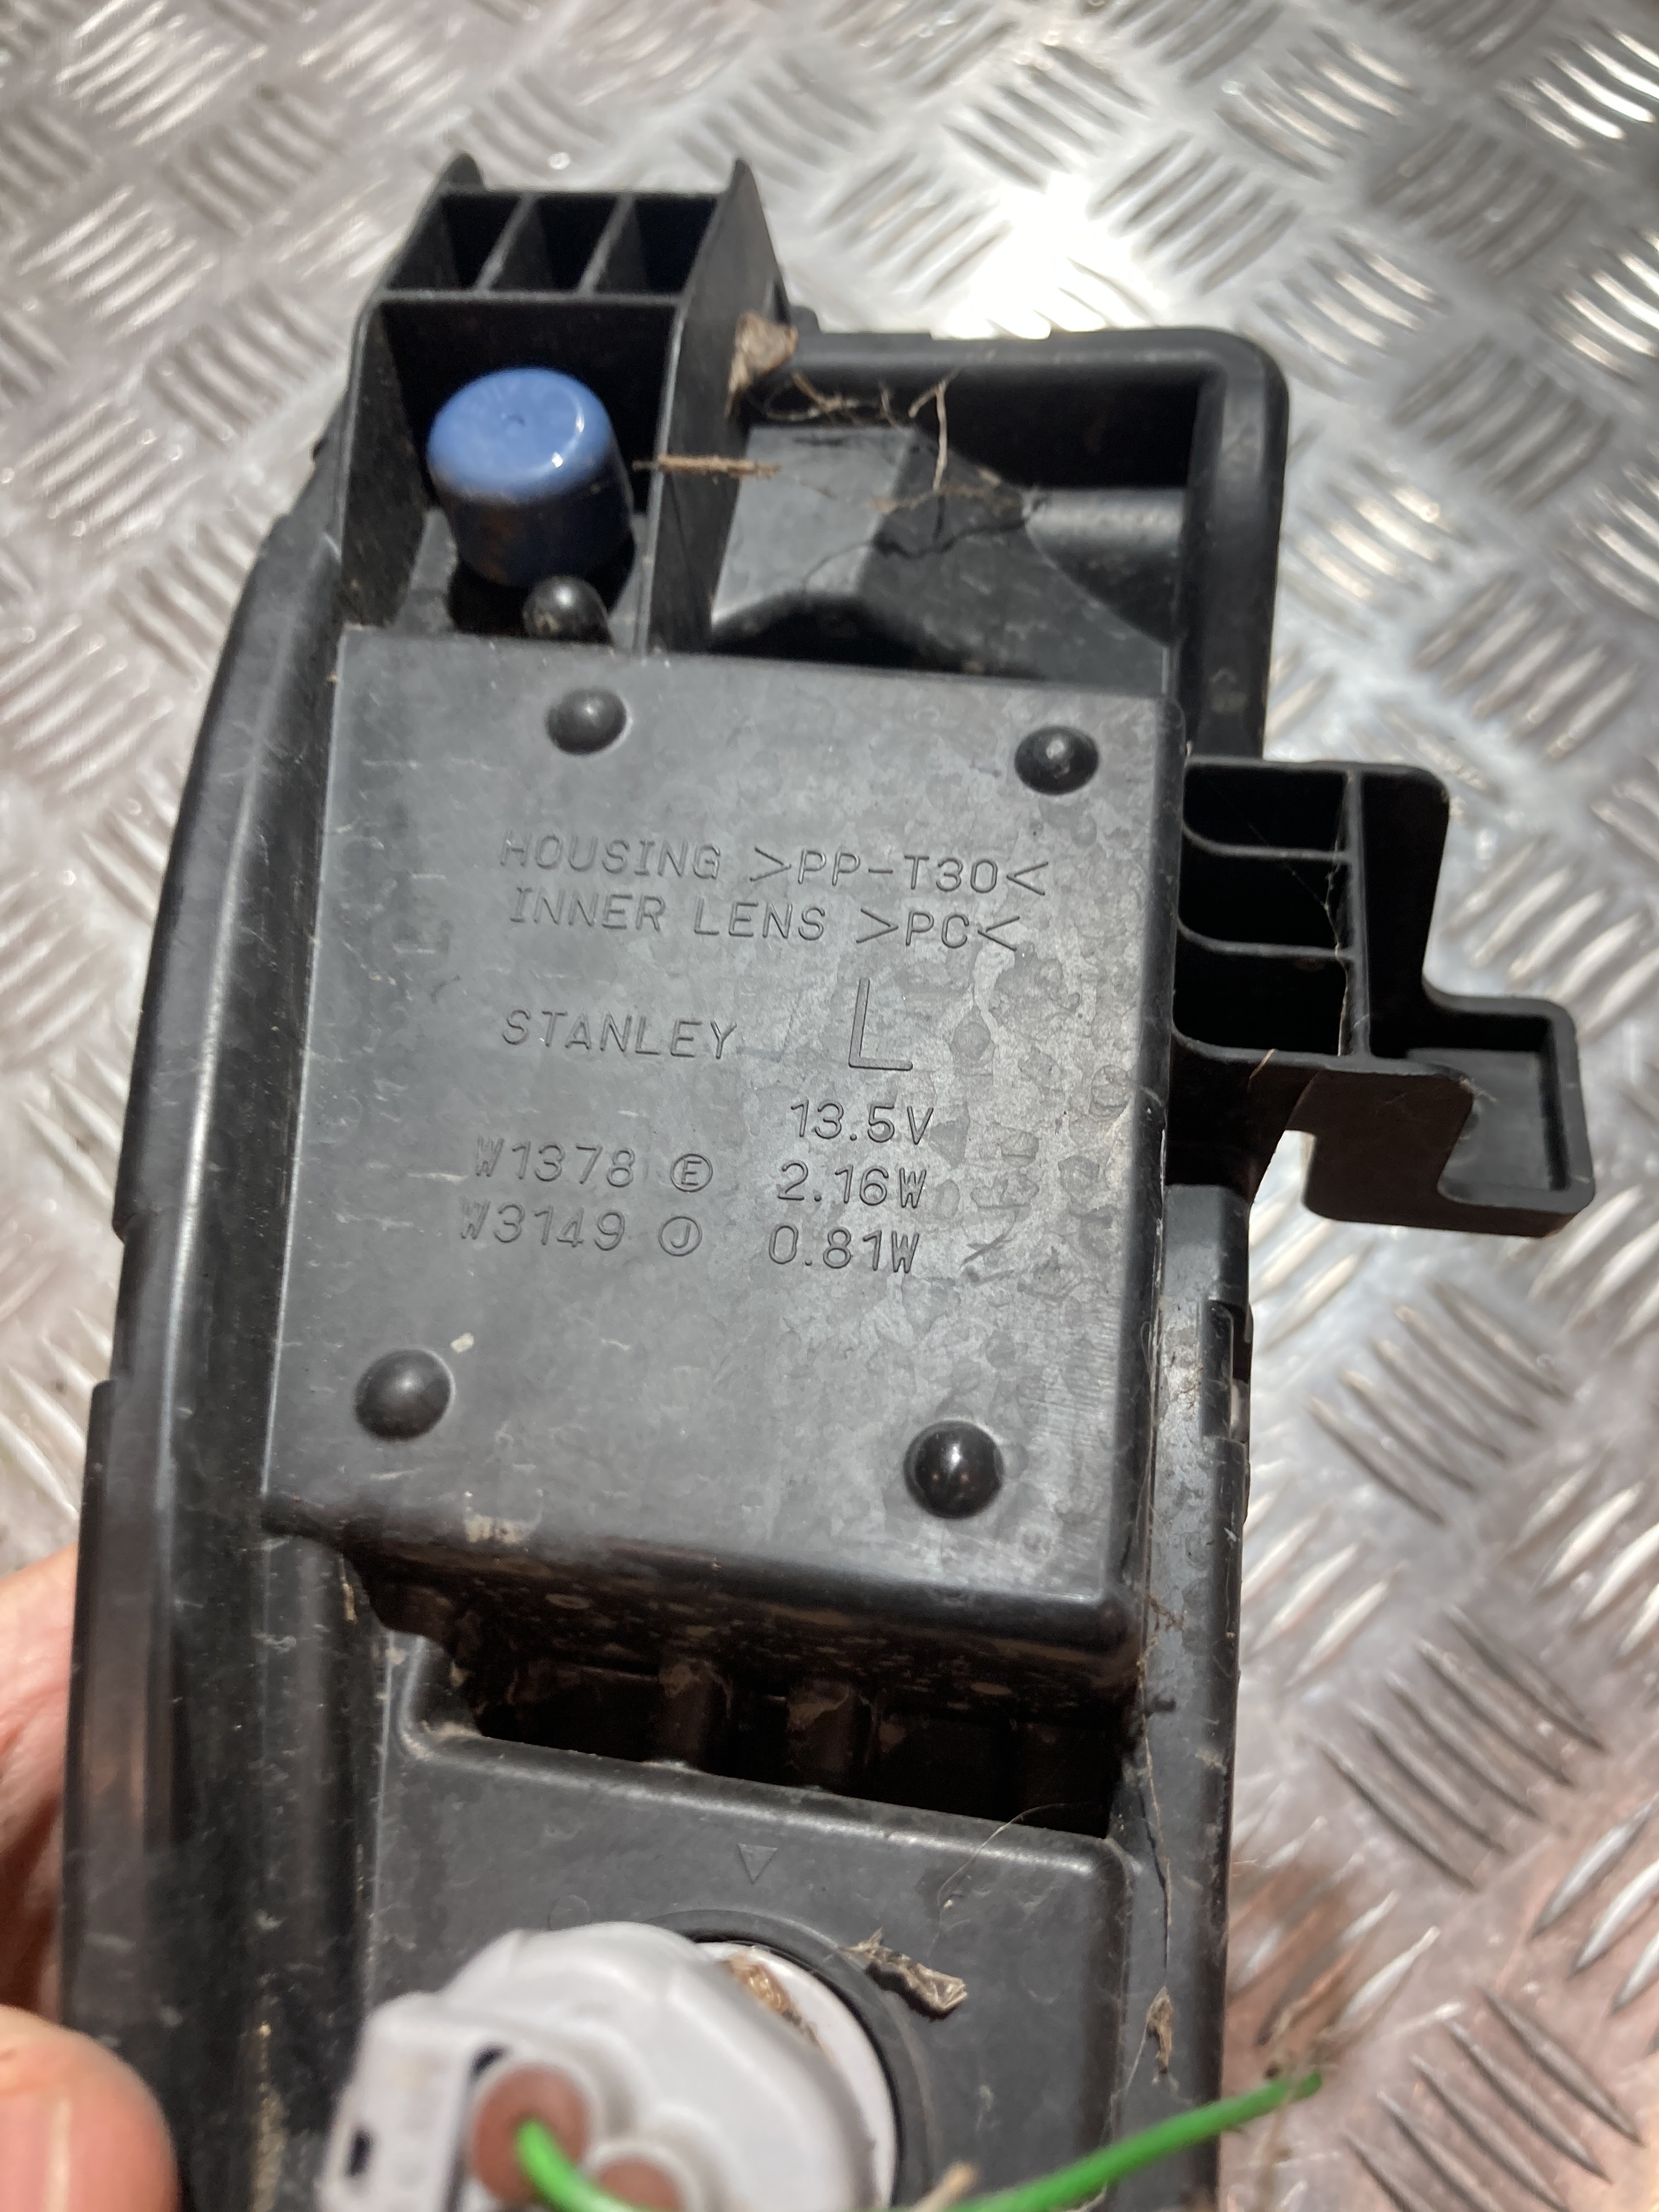 HOUSING >PP-T30<
INNER LENS >PC<
STANLEY L
13.5V
W1378 Ⓔ 2.16W
W3149 Ⓙ 0.81W